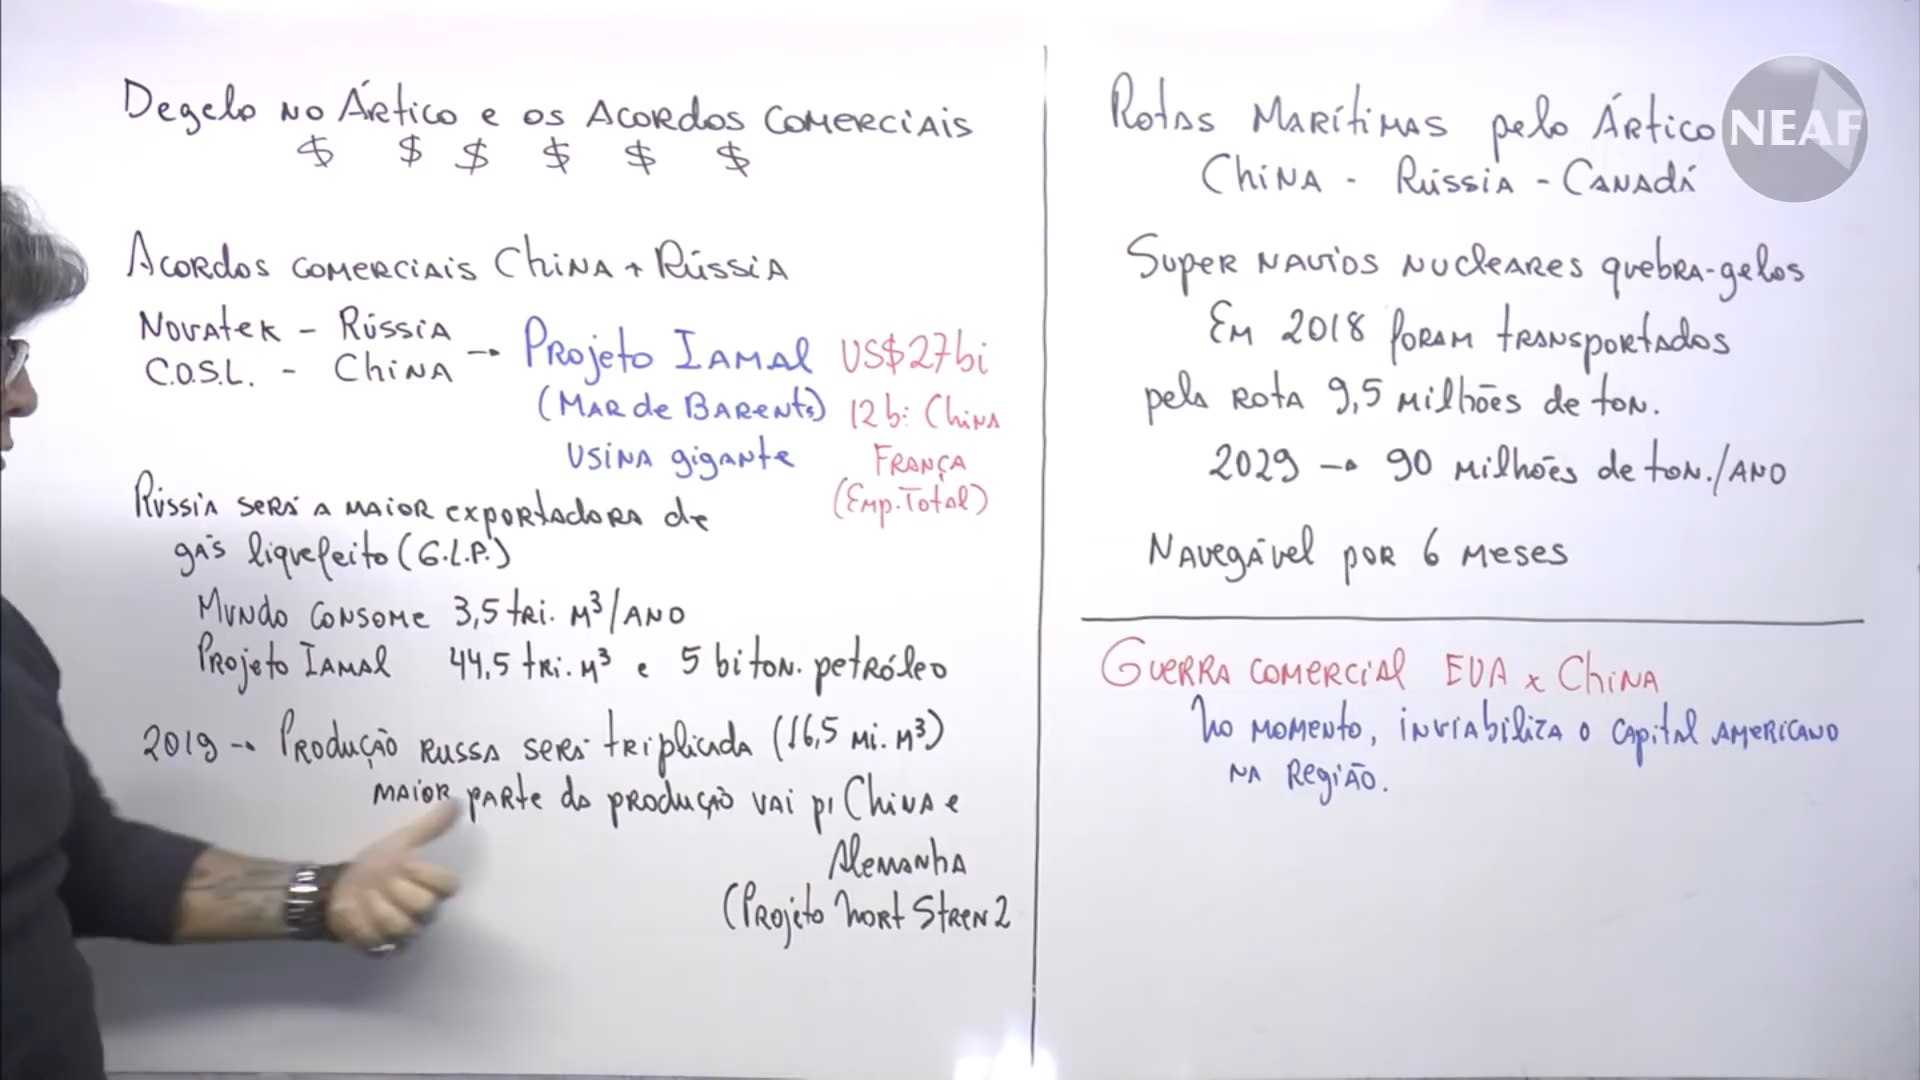 Degelo no Ártico e os Acordos comerciais
$ $ $ $ $ $
Acordos comerciais China + Rússia
Novatek - Rússia
C.O.S.L. - China → Projeto Iamal US$27bi
(Mar de Barents) 12 bi China
Usina gigante França
(Emp. Total)
Rússia será a maior exportadora de
gás liquefeito (G.L.P.)
Mundo consome 3,5 tri. m³/ano
Projeto Iamal 44,5 tri. m³ e 5 bi ton. petróleo
2019 → Produção russa será triplicada (16,5 mi. m³)
maior parte da produção vai p/ China e
Alemanha
(Projeto Nort Stren 2
Rotas Marítimas pelo Ártico
China - Rússia - Canadá
Super navios nucleares quebra-gelos
Em 2018 foram transportados
pela rota 9,5 milhões de ton.
2029 → 90 milhões de ton./ano
Navegável por 6 meses
Guerra comercial EUA x China
No momento, inviabiliza o capital americano
na região.
NEAF